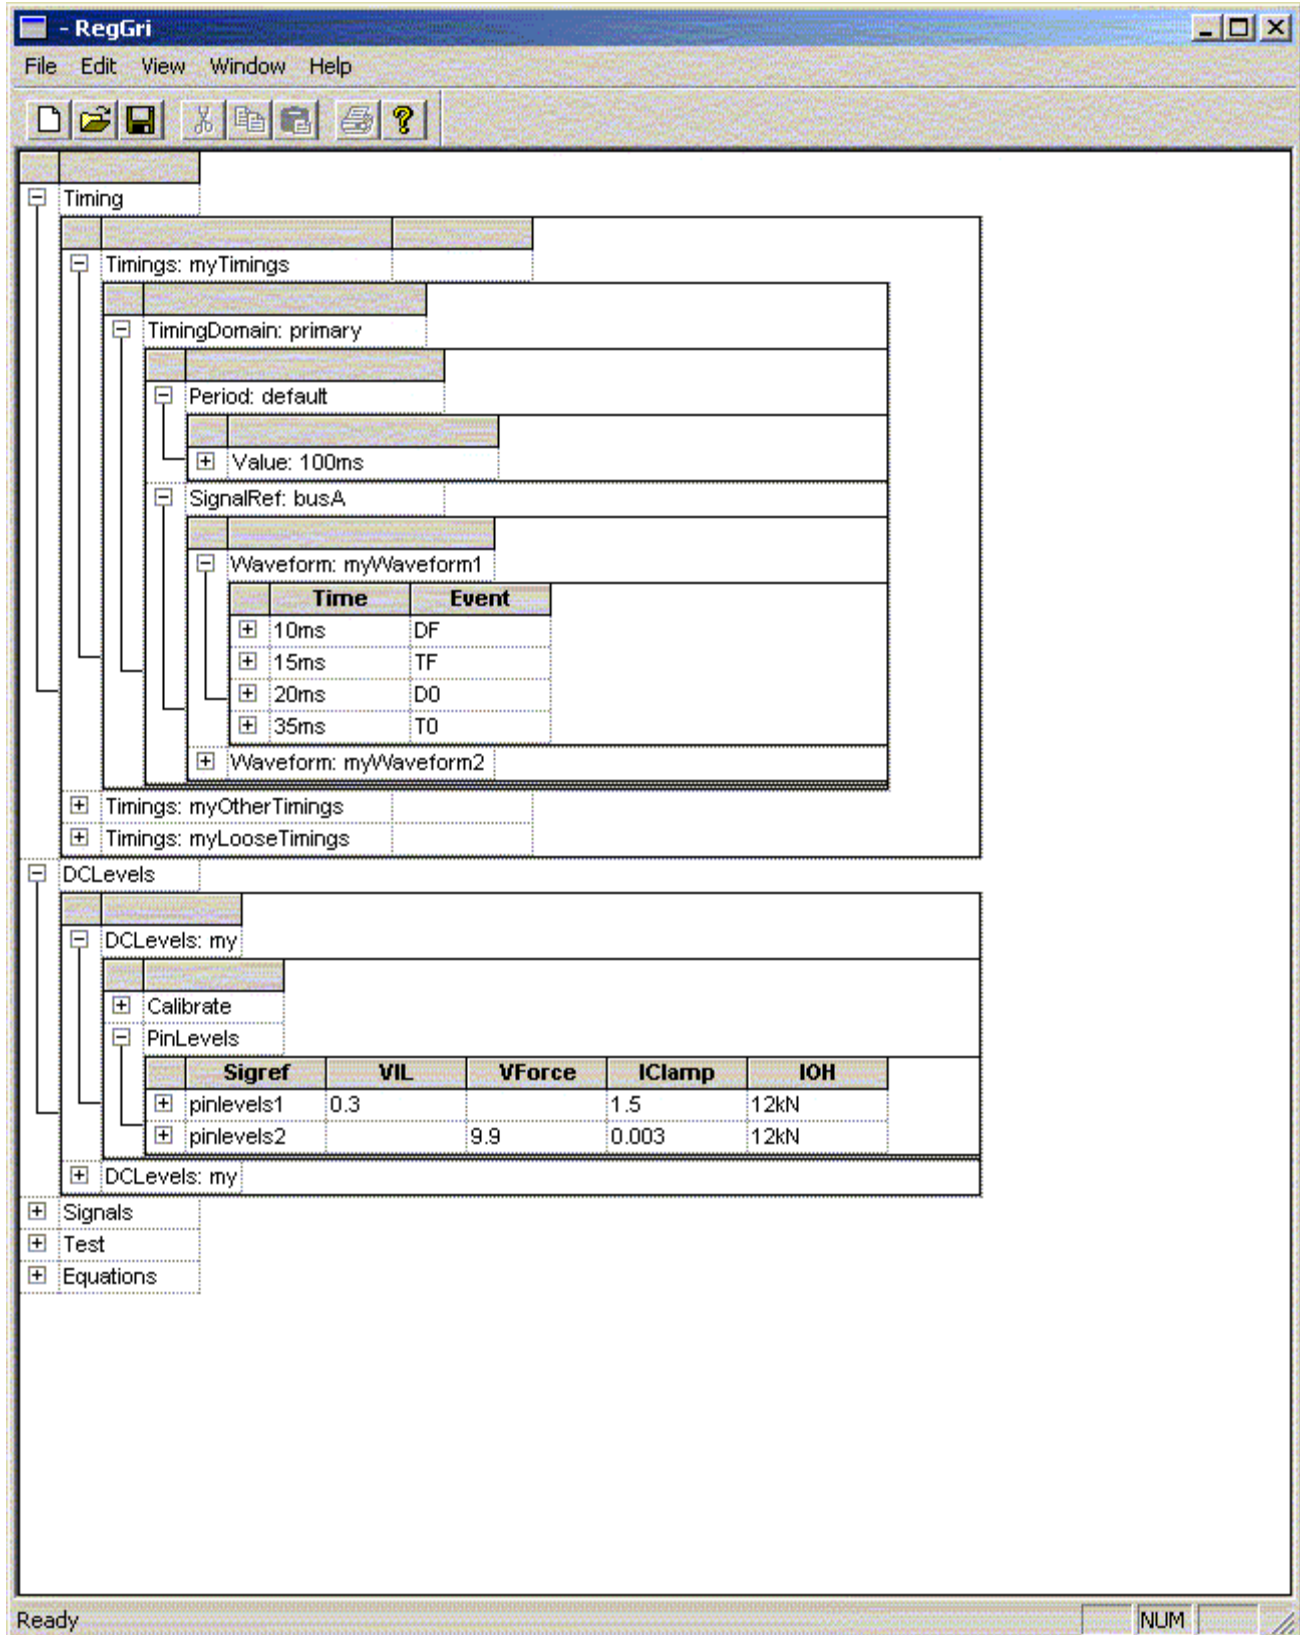 - RegGri
File Edit View Window Help
Timing
Timings: myTimings
TimingDomain: primary
Period: default
Value: 100ms
SignalRef: busA
Waveform: myWaveform1
Time Event
10ms DF
15ms TF
20ms D0
35ms T0
Waveform: myWaveform2
Timings: myOtherTimings
Timings: myLooseTimings
DCLevels
DCLevels: my
Calibrate
PinLevels
Sigref VIL VForce IClamp IOH
pinlevels1 0.3 1.5 12kN
pinlevels2 9.9 0.003 12kN
DCLevels: my
Signals
Test
Equations
Ready NUM